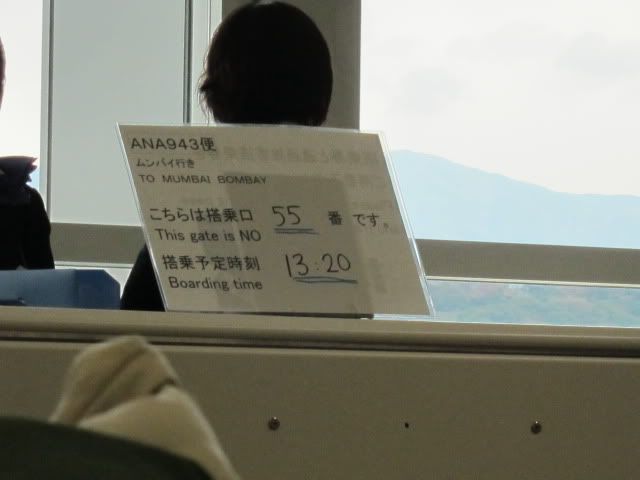 ANA943便
ムンバイ行き
TO MUMBAI BOMBAY
こちらは搭乗口 55 番です。
This gate is NO
搭乗予定時刻 13:20
Boarding time